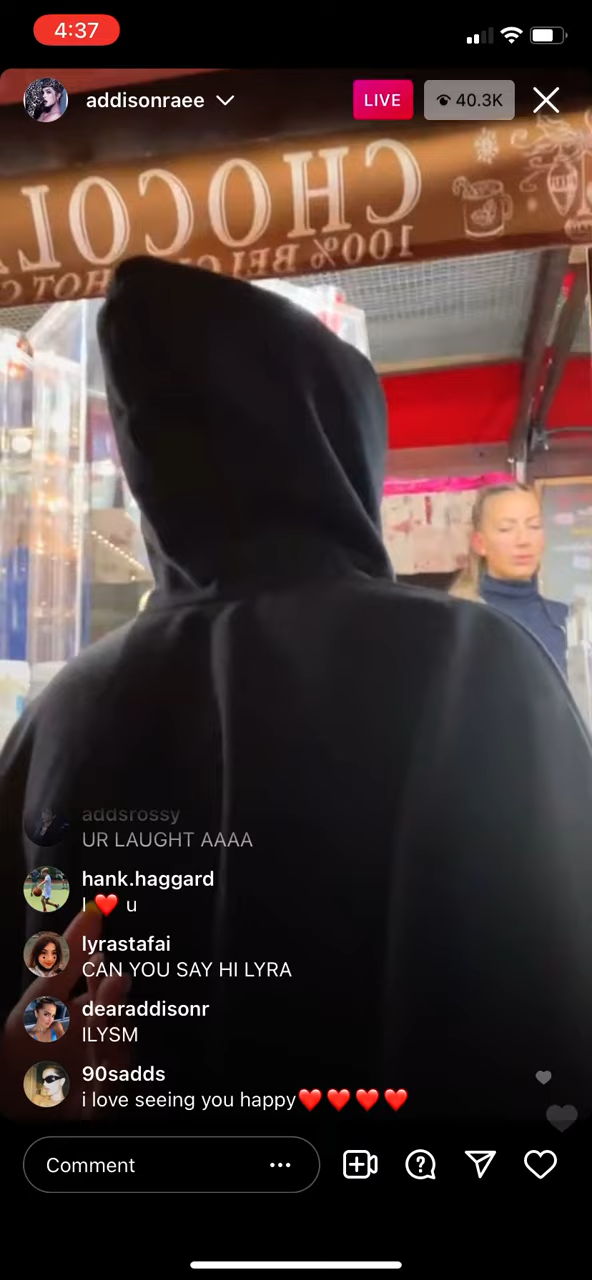 4:37
addisonraee
LIVE
40.3K
CHOCOL
100% BELG
HOT C
addsrossy
UR LAUGHT AAAA
hank.haggard
I ❤️ u
lyrastafai
CAN YOU SAY HI LYRA
dearaddisonr
ILYSM
90sadds
i love seeing you happy❤️❤️❤️❤️
Comment